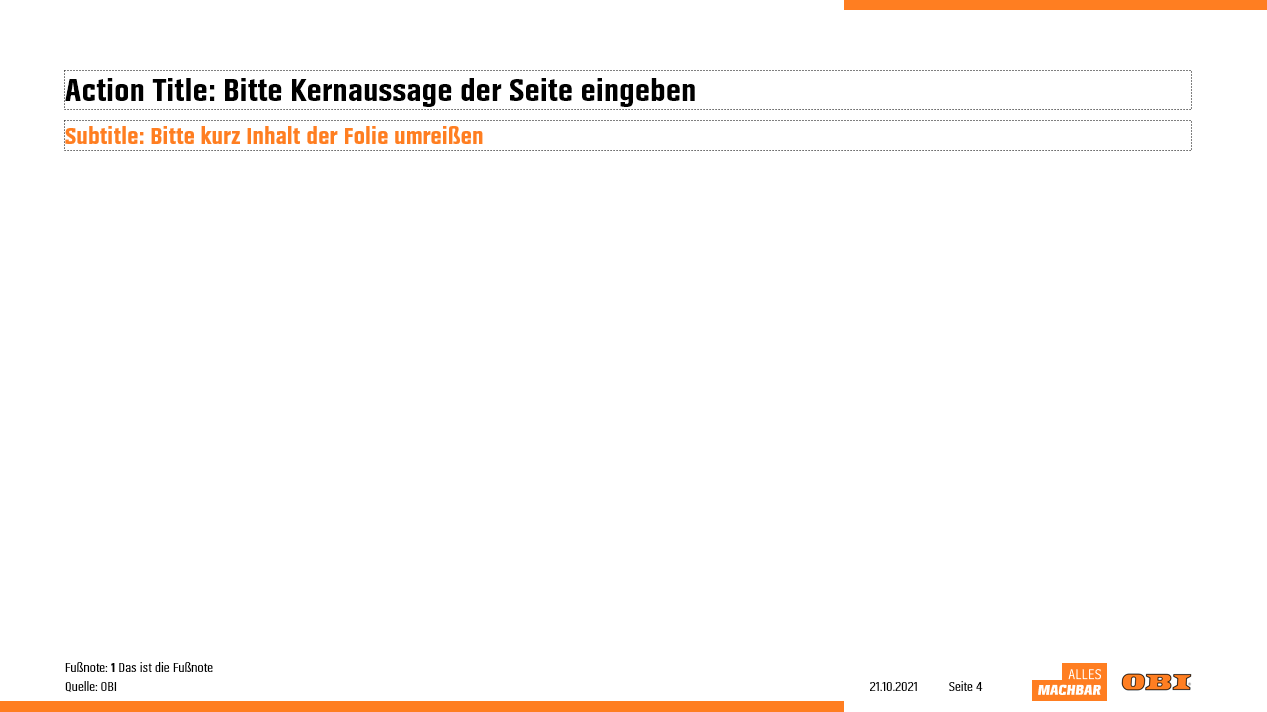 Action Title: Bitte Kernaussage der Seite eingeben
Subtitle: Bitte kurz Inhalt der Folie umreißen
Fußnote: 1 Das ist die Fußnote
Quelle: OBI
21.10.2021 Seite 4
ALLES
MACHBAR
OBI